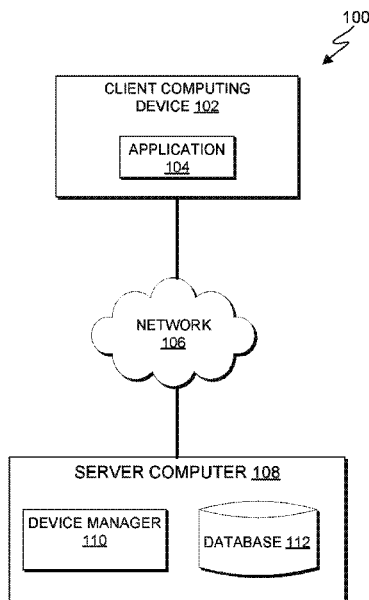 100
CLIENT COMPUTING
DEVICE 102
APPLICATION
104
NETWORK
106
SERVER COMPUTER 108
DEVICE MANAGER
110
DATABASE 112